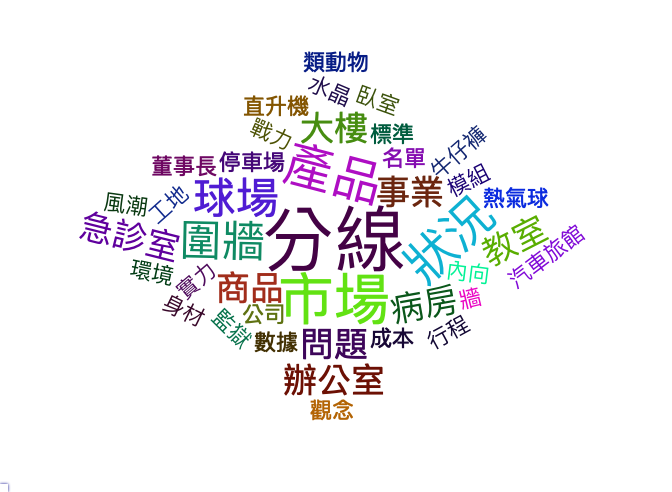 類動物
水晶
臥室
直升機
戰力
大樓
標準
牛仔褲
董事長
停車場
產品
名單
模組
風潮
工地
球場
事業
熱氣球
急診室
圍牆
分線
狀況
教室
汽車旅館
環境
實力
商品
市場
病房
內向
牆
身材
監獄
公司
數據
問題
成本
行程
辦公室
觀念